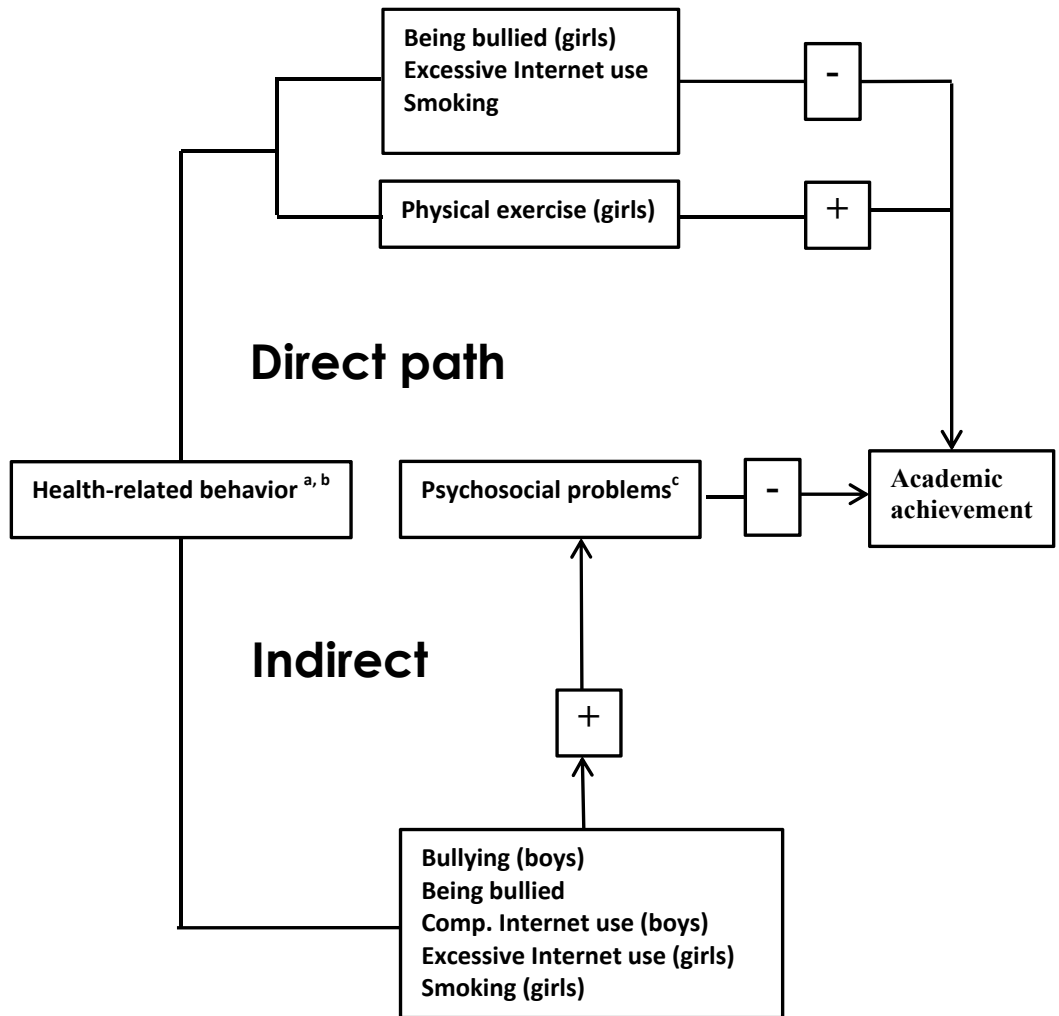 Being bullied (girls)
Excessive Internet use
Smoking
-
Physical exercise (girls)
+
Direct path
Health-related behavior a, b
Psychosocial problemsc
-
Academic
achievement
Indirect
+
Bullying (boys)
Being bullied
Comp. Internet use (boys)
Excessive Internet use (girls)
Smoking (girls)